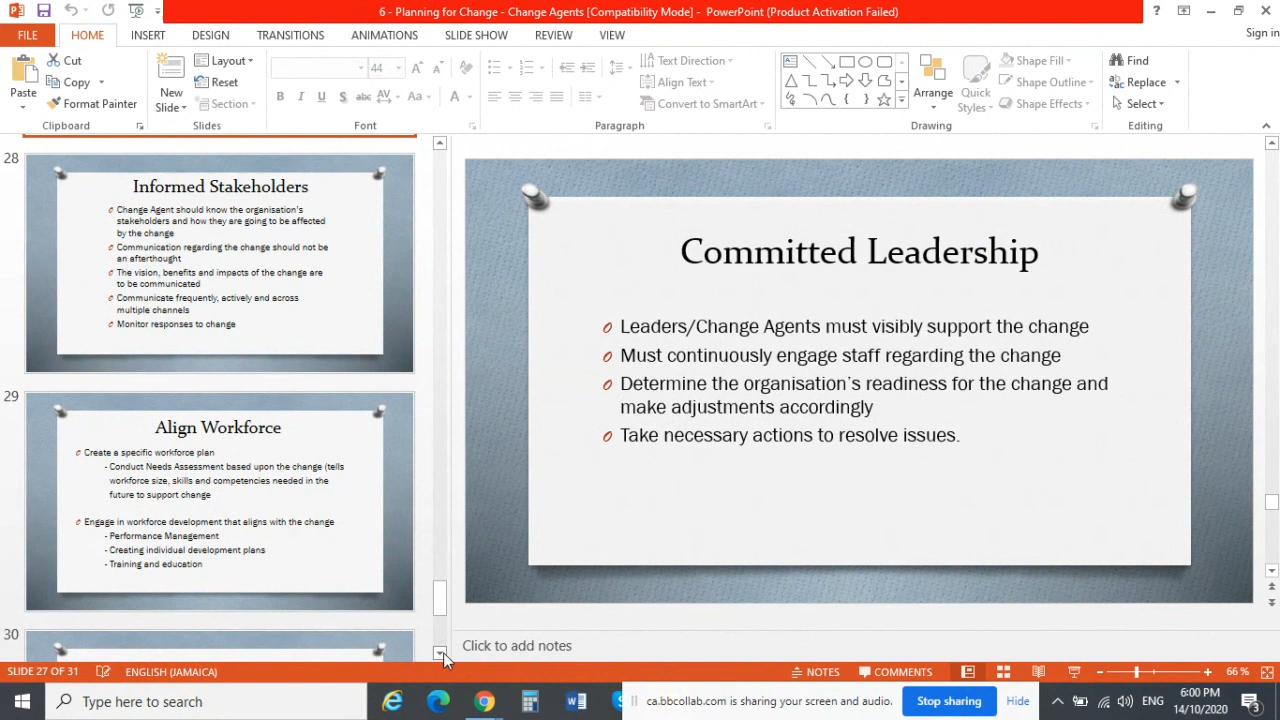 6 - Planning for Change - Change Agents [Compatibility Mode] - PowerPoint (Product Activation Failed)
FILE HOME INSERT DESIGN TRANSITIONS ANIMATIONS SLIDE SHOW REVIEW VIEW Sign in
Paste
Cut
Copy
Format Painter
Clipboard
New Slide
Layout
Reset
Section
Slides
44
B I U S abc AV Aa A
Font
Text Direction
Align Text
Convert to SmartArt
Paragraph
Arrange
Quick Styles
Shape Fill
Shape Outline
Shape Effects
Drawing
Find
Replace
Select
Editing
28
Informed Stakeholders
Change Agent should know the organisation's
stakeholders and how they are going to be affected
by the change
Communication regarding the change should not be
an afterthought
The vision, benefits and impacts of the change are
to be communicated
Communicate frequently, actively and across
multiple channels
Monitor responses to change
29
Align Workforce
Create a specific workforce plan
- Conduct Needs Assessment based upon the change (tells
workforce size, skills and competencies needed in the
future to support change
Engage in workforce development that aligns with the change
- Performance Management
- Creating individual development plans
- Training and education
30
Committed Leadership
Leaders/Change Agents must visibly support the change
Must continuously engage staff regarding the change
Determine the organisation's readiness for the change and
make adjustments accordingly
Take necessary actions to resolve issues.
Click to add notes
SLIDE 27 OF 31 ENGLISH (JAMAICA) NOTES COMMENTS 66 %
Type here to search
ca.bbcollab.com is sharing your screen and audio. Stop sharing Hide
ENG
6:00 PM
14/10/2020
3